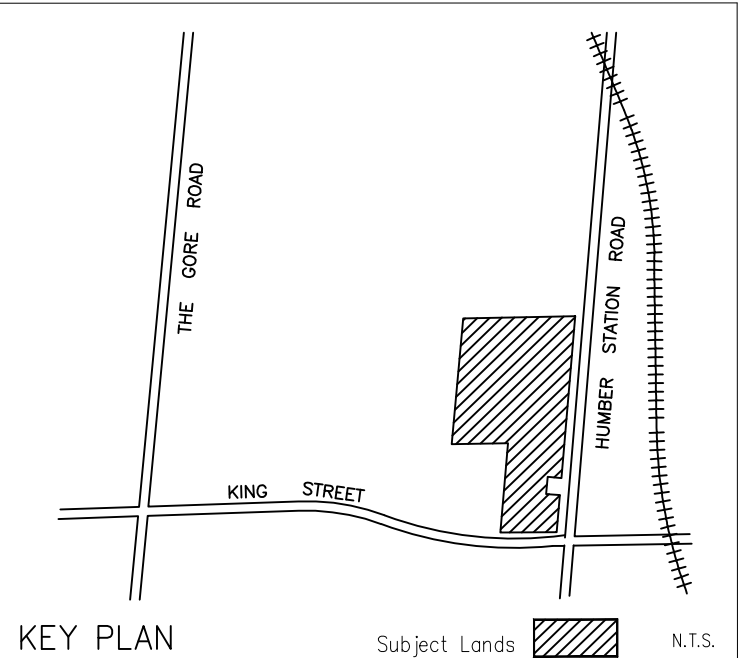 THE GORE ROAD
HUMBER STATION ROAD
KING STREET
KEY PLAN
Subject Lands
N.T.S.